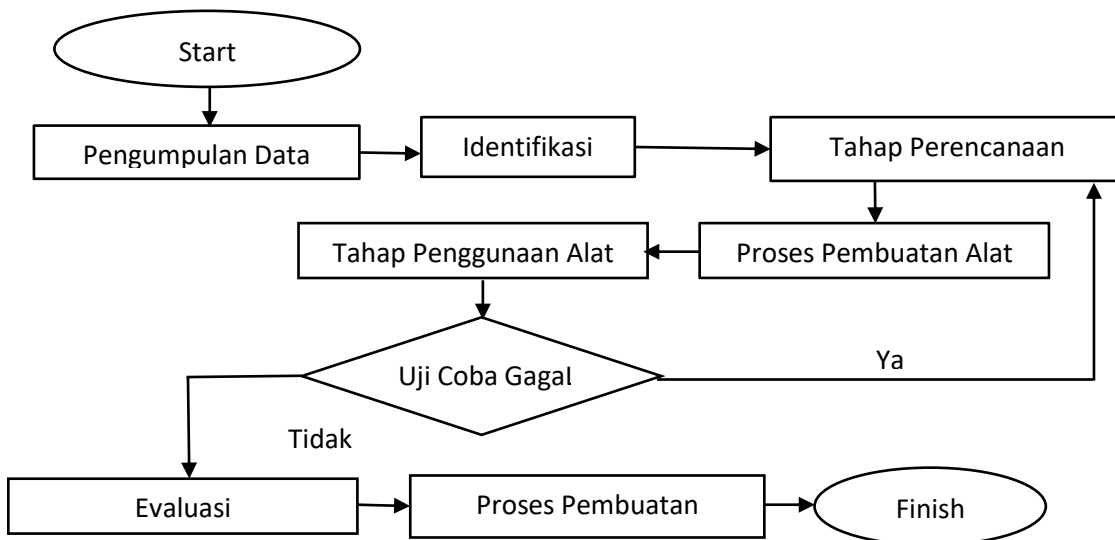 Start
Pengumpulan Data
Identifikasi
Tahap Perencanaan
Tahap Penggunaan Alat
Proses Pembuatan Alat
Uji Coba Gagal
Ya
Tidak
Evaluasi
Proses Pembuatan
Finish